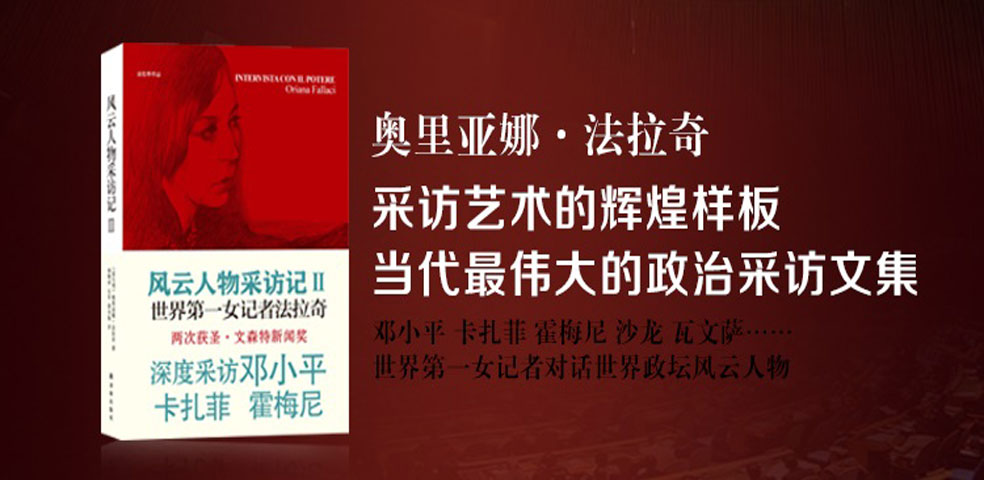 INTERVISTA CON IL POTERE
Oriana Fallaci
风云人物采访记 II
风云人物采访记 II
世界第一女记者法拉奇
两次获圣·文森特新闻奖
深度采访邓小平
卡扎菲 霍梅尼
奥里亚娜·法拉奇
采访艺术的辉煌样板
当代最伟大的政治采访文集
邓小平 卡扎菲 霍梅尼 沙龙 瓦文萨……
世界第一女记者对话世界政坛风云人物